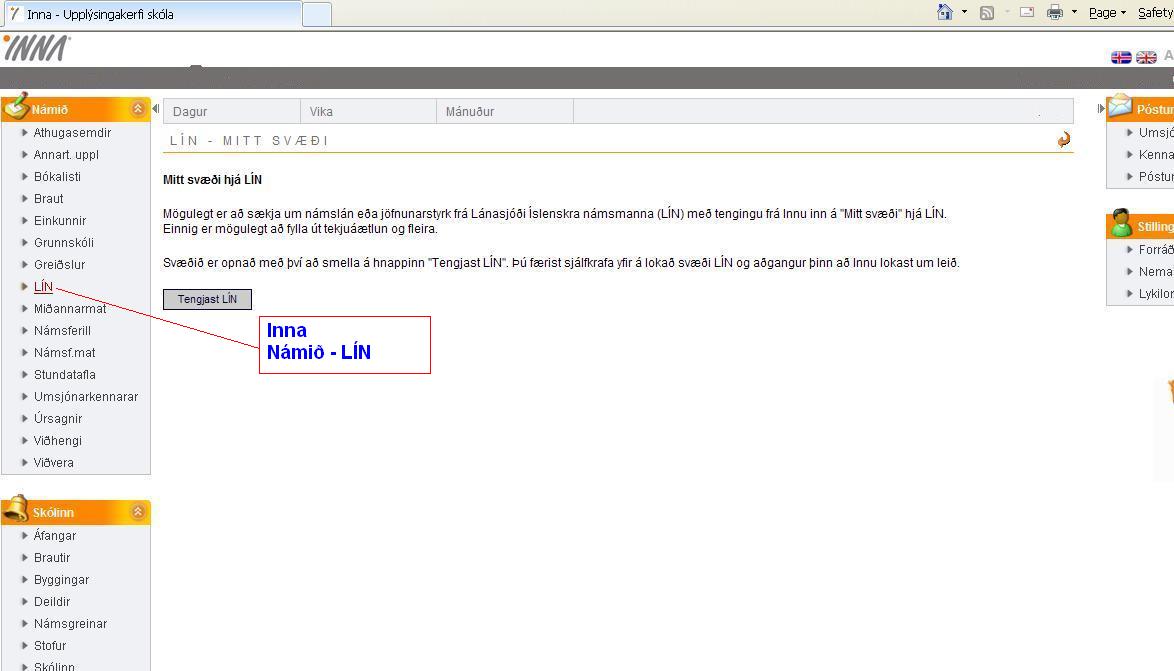 Inna - Upplýsingakerfi skóla
Page
Safety
INNA
Námið
Athugasemdir
Annart. uppl
Bókalisti
Braut
Einkunnir
Grunnskóli
Greiðslur
LÍN
Miðannarmat
Námsferill
Námsf.mat
Stundatafla
Umsjónarkennarar
Úrsagnir
Viðhengi
Viðvera
Skólinn
Áfangar
Brautir
Byggingar
Deildir
Námsgreinar
Stofur
Skólinn
Dagur Vika Mánuður
LÍN - MITT SVÆÐI
Mitt svæði hjá LÍN
Mögulegt er að sækja um námslán eða jöfnunarstyrk frá Lánasjóði Íslenskra námsmanna (LÍN) með tengingu frá Innu inn á "Mitt svæði" hjá LÍN.
Einnig er mögulegt að fylla út tekjuáætlun og fleira.
Svæðið er opnað með því að smella á hnappinn "Tengjast LÍN". Þú færist sjálfkrafa yfir á lokað svæði LÍN og aðgangur þinn að Innu lokast um leið.
Tengjast LÍN
Inna
Námið - LÍN
A
Póstur
Umsjó
Kenna
Póstur
Stilling
Forráð
Nema
Lykilor